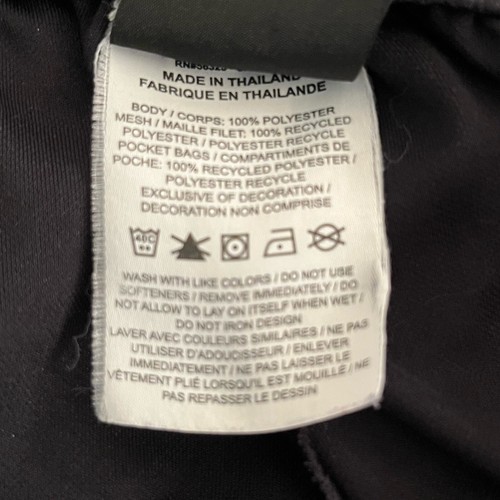 MADE IN THAILAND
FABRIQUE EN THAILANDE
BODY / CORPS: 100% POLYESTER
MESH / MAILLE FILET: 100% RECYCLED
POLYESTER / POLYESTER RECYCLE
POCKET BAGS / COMPARTIMENTS DE
POCHE: 100% RECYCLED POLYESTER /
POLYESTER RECYCLE
EXCLUSIVE OF DECORATION /
DECORATION NON COMPRISE
WASH WITH LIKE COLORS / DO NOT USE
SOFTENERS / REMOVE IMMEDIATELY / DO
NOT ALLOW TO LAY ON ITSELF WHEN WET /
DO NOT IRON DESIGN
LAVER AVEC COULEURS SIMILAIRES / NE PAS
UTILISER D'ADOUCISSEUR / ENLEVER
IMMEDIATEMENT / NE PAS LAISSER LE
VÊTEMENT PLIÉ LORSQU'IL EST MOUILLE / NE
PAS REPASSER LE DESSIN